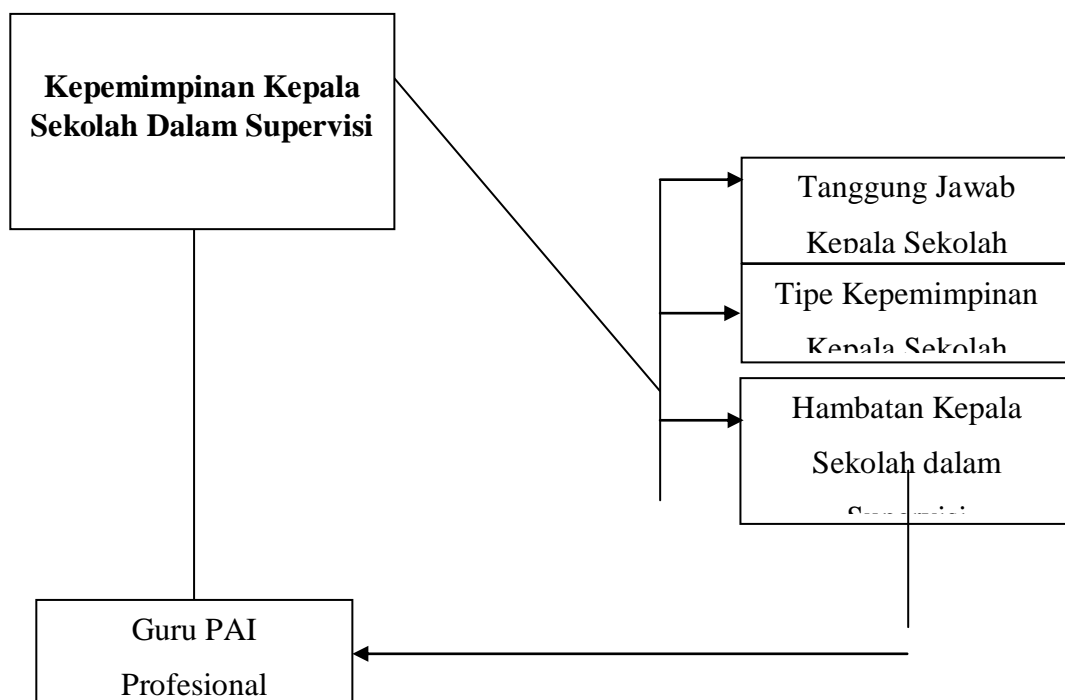 Kepemimpinan Kepala
Sekolah Dalam Supervisi
Tanggung Jawab
Kepala Sekolah
Tipe Kepemimpinan
Kepala Sekolah
Hambatan Kepala
Sekolah dalam
Supervisi
Guru PAI
Profesional